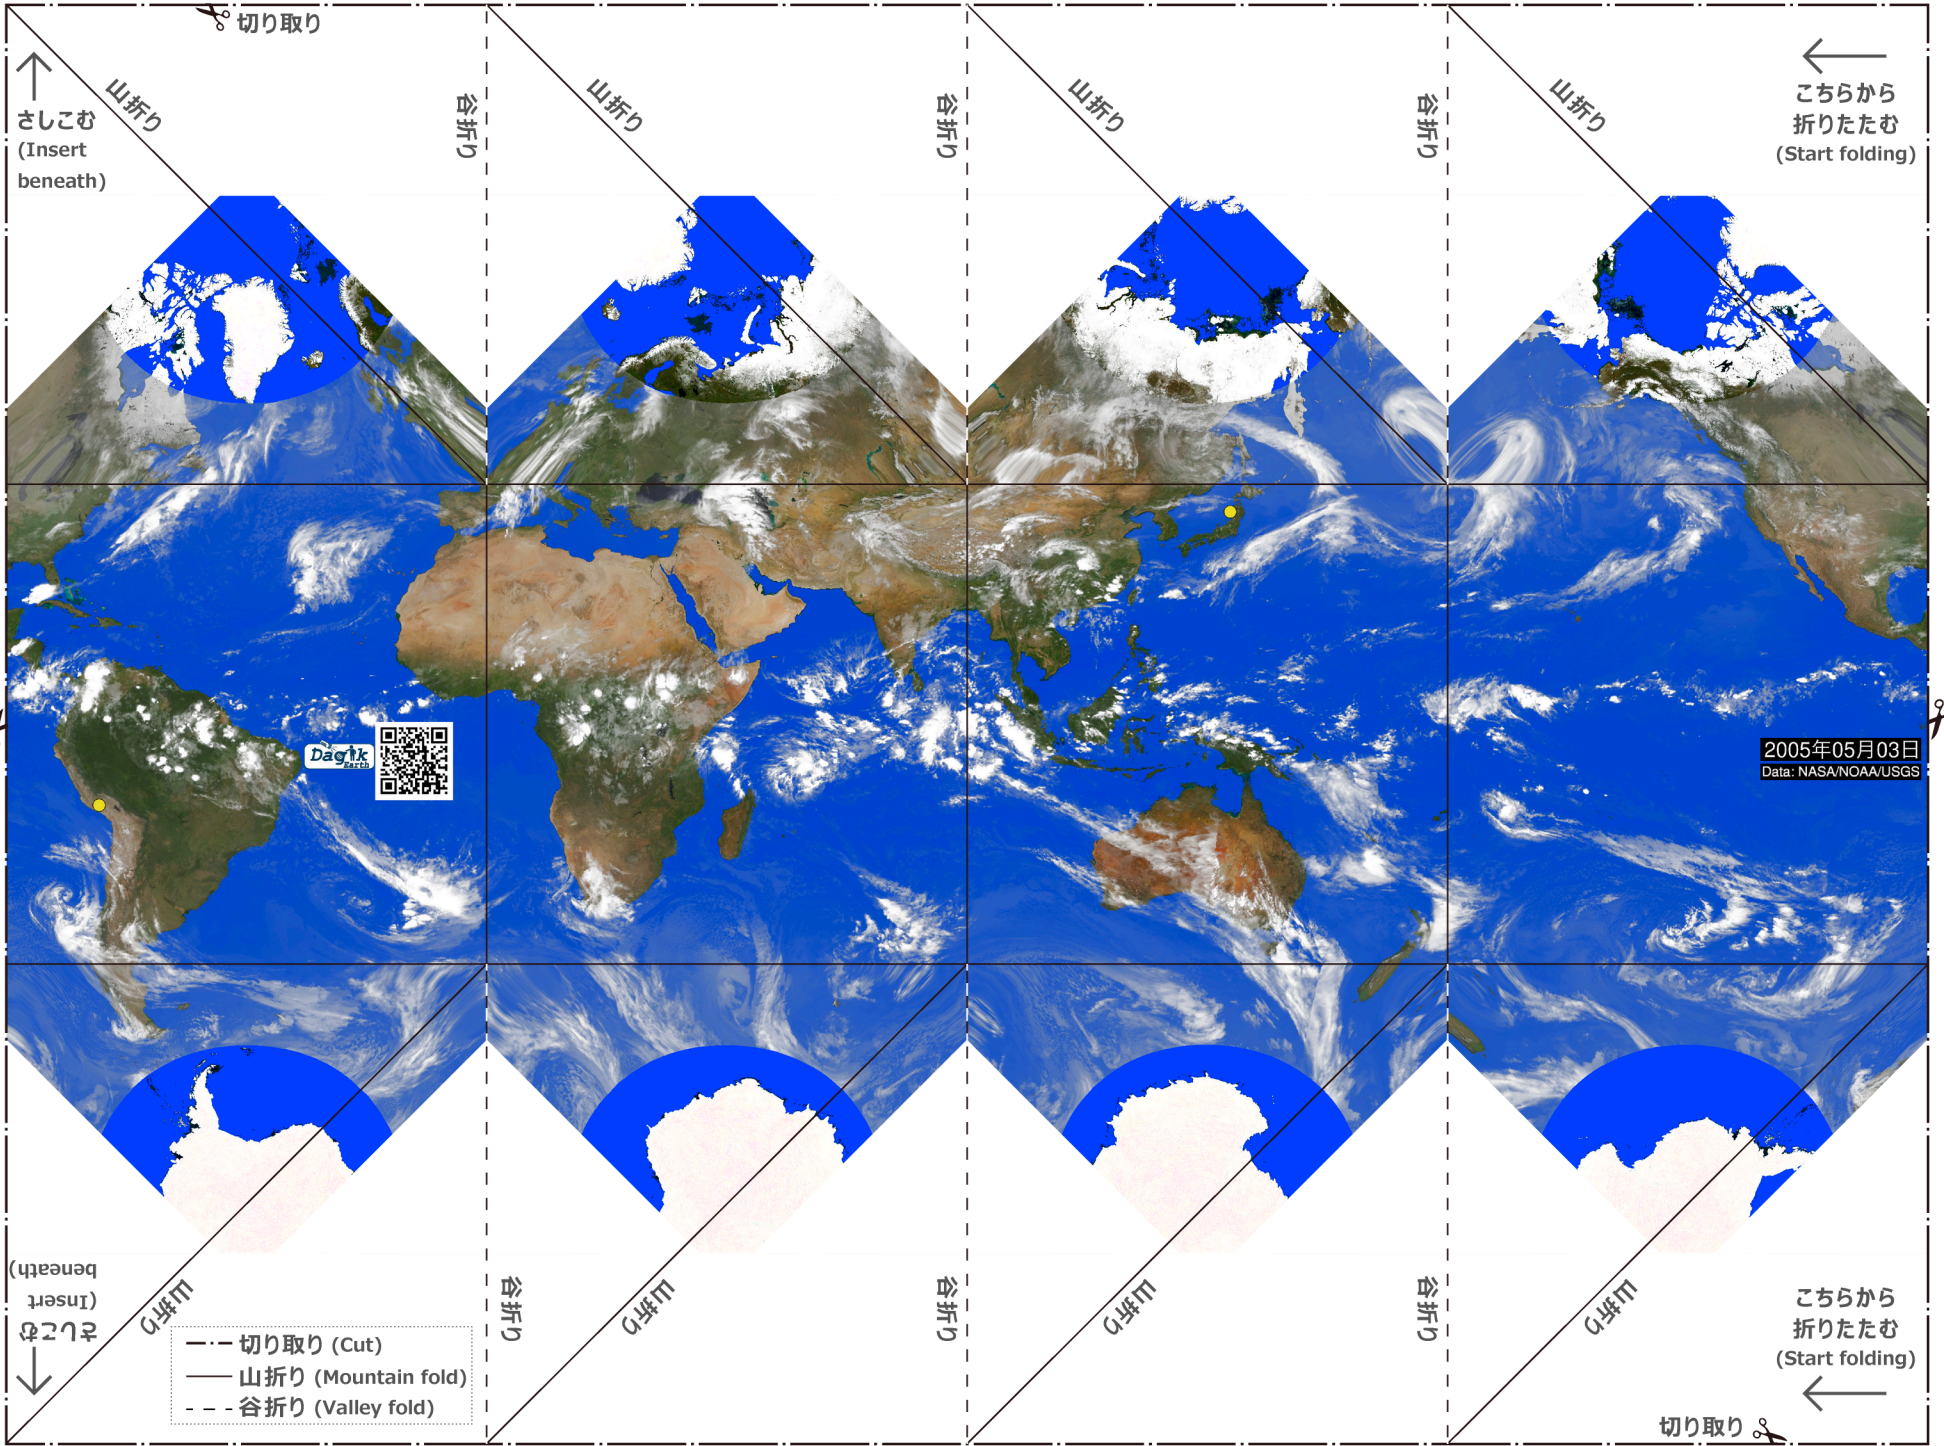 切り取り
山折り
谷折り
山折り
谷折り
山折り
谷折り
山折り
さしこむ
(Insert
beneath)
こちらから
折りたたむ
(Start folding)
Dagik
Earth
2005年05月03日
Data: NASA/NOAA/USGS
さしこむ
(Insert
beneath)
山折り
谷折り
山折り
谷折り
山折り
谷折り
山折り
こちらから
折りたたむ
(Start folding)
切り取り (Cut)
山折り (Mountain fold)
谷折り (Valley fold)
切り取り